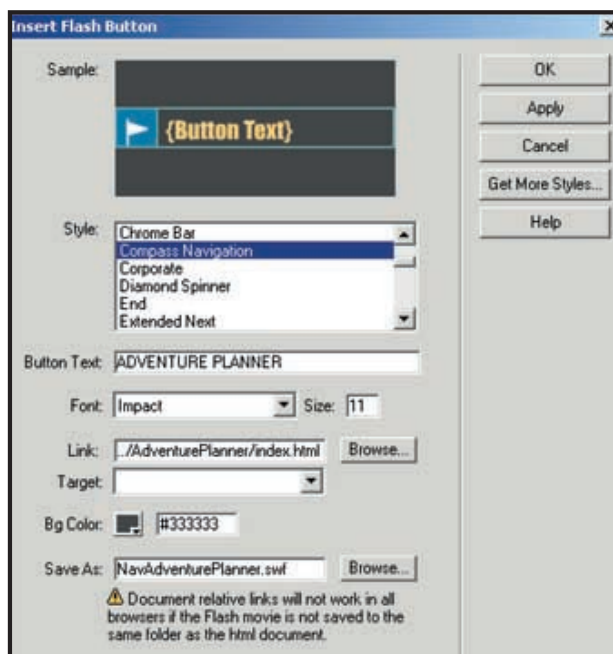 Insert Flash Button
Sample:
{Button Text}
OK
Apply
Cancel
Get More Styles...
Help
Style:
Chrome Bar
Compass Navigation
Corporate
Diamond Spinner
End
Extended Next
Button Text: ADVENTURE PLANNER
Font: Impact Size: 11
Link: ../AdventurePlanner/index.html Browse...
Target:
Bg Color: #333333
Save As: NavAdventurePlanner.swf Browse...
Document relative links will not work in all
browsers if the Flash movie is not saved to the
same folder as the html document.